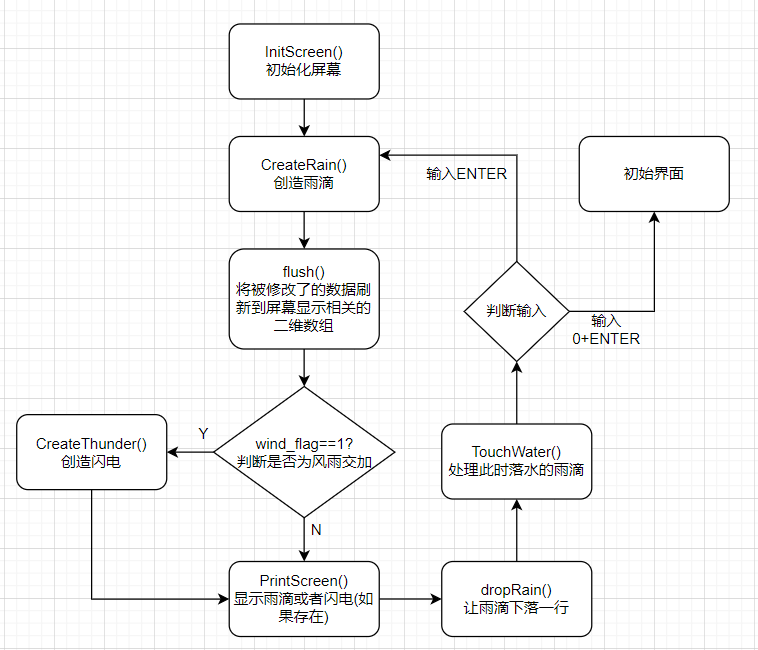 InitScreen()
初始化屏幕
CreateRain()
创造雨滴
输入ENTER
初始界面
flush()
将被修改了的数据刷
新到屏幕显示相关的
二维数组
判断输入
输入
0+ENTER
CreateThunder()
创造闪电
Y
wind_flag==1?
判断是否为风雨交加
N
TouchWater()
处理此时落水的雨滴
PrintScreen()
显示雨滴或者闪电(如
果存在)
dropRain()
让雨滴下落一行